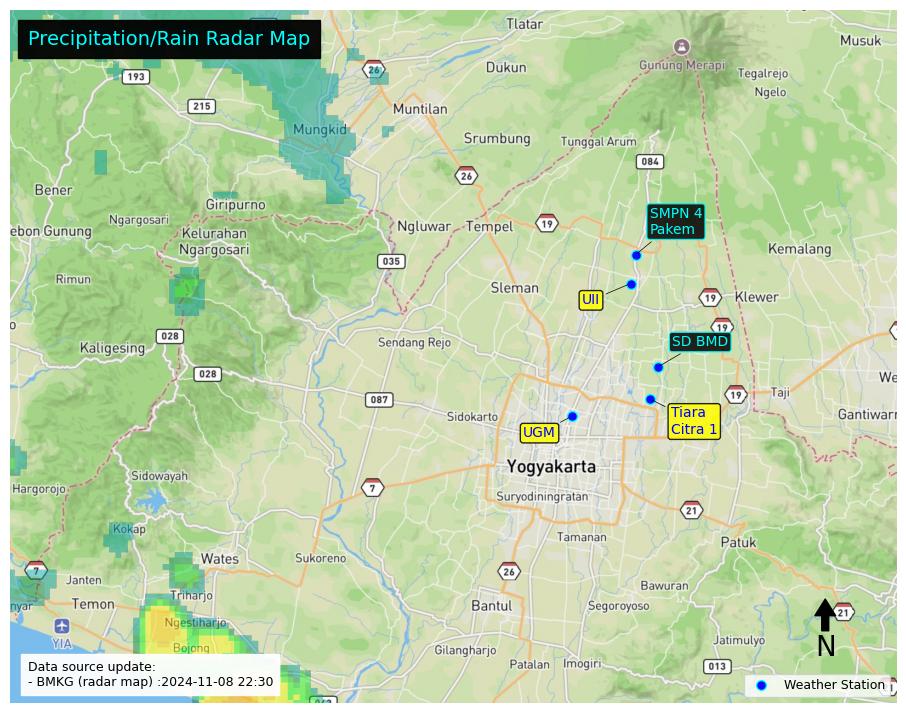 Precipitation/Rain Radar Map
Tlatar
Musuk
26
193
Dukun
Gunung Merapi
Tegalrejo
Ngelo
215
Muntilan
Mungkid
Srumbung
Tunggal Arum
084
26
Bener
Giripurno
Ngargosari
SMPN 4
Pakem
ebon Gunung
Kelurahan
Ngargosari
Ngluwar
Tempel
19
Kemalang
035
Rimun
Sleman
UII
19
Klewer
19
028
Sendang Rejo
SD BMD
Kaligesing
028
We
087
19
Taji
Sidokarto
Tiara
Citra 1
Gantiwarn
UGM
Yogyakarta
Sidowayah
Hargorojo
7
Suryodiningratan
21
Kokap
Tamanan
Patuk
Wates
Sukoreno
7
26
Janten
Triharjo
Bawuran
nyar
Temon
Bantul
Segoroyoso
21
Ngestiharjo
YIA
Bojong
Jatimulyo
N
Gilangharjo
Data source update:
- BMKG (radar map) :2024-11-08 22:30
Patalan
Imogiri
013
Weather Station